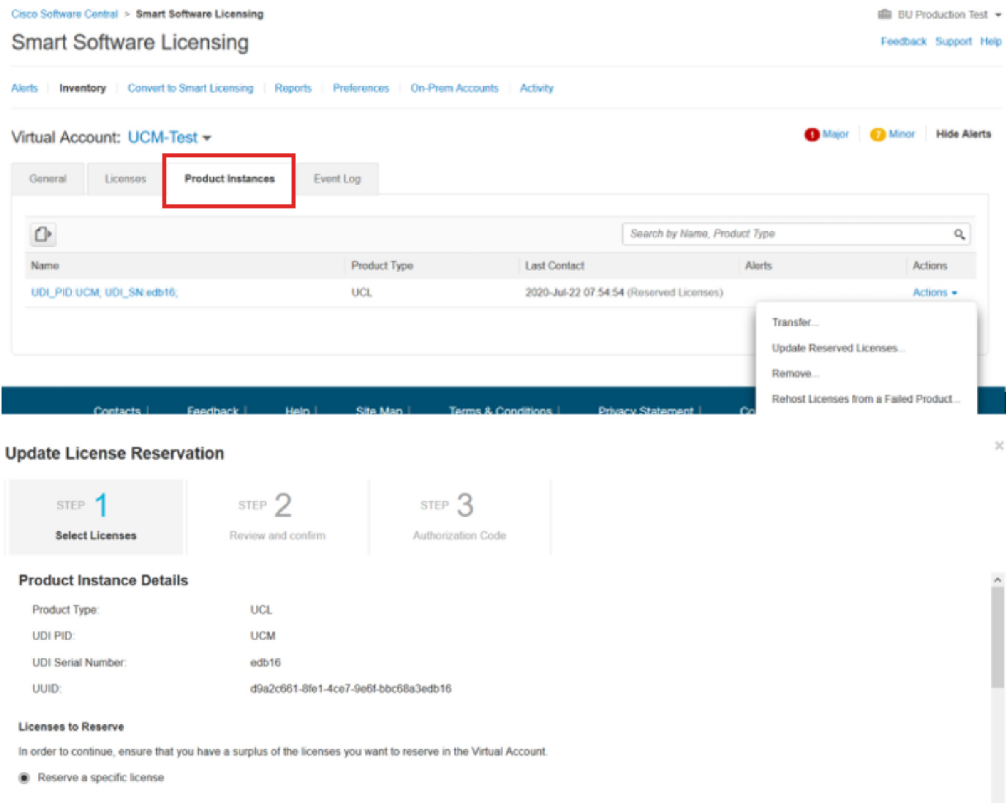 Cisco Software Central > Smart Software Licensing
BU Production Test
Smart Software Licensing
Feedback Support Help
Alerts Inventory Convert to Smart Licensing Reports Preferences On-Prem Accounts Activity
Virtual Account: UCM-Test
1 Major 7 Minor Hide Alerts
General Licenses Product Instances Event Log
Search by Name, Product Type
Name Product Type Last Contact Alerts Actions
UDI_PID:UCM; UDI_SN:edb16; UCL 2020-Jul-22 07:54:54 (Reserved Licenses) Actions
Transfer...
Update Reserved Licenses...
Remove...
Rehost Licenses from a Failed Product...
Contacts | Feedback | Help | Site Map | Terms & Conditions | Privacy Statement | Co
Update License Reservation
STEP 1 STEP 2 STEP 3
Select Licenses Review and confirm Authorization Code
Product Instance Details
Product Type: UCL
UDI PID: UCM
UDI Serial Number: edb16
UUID: d9a2c661-8fe1-4ce7-9e6f-bbc68a3edb16
Licenses to Reserve
In order to continue, ensure that you have a surplus of the licenses you want to reserve in the Virtual Account.
Reserve a specific license